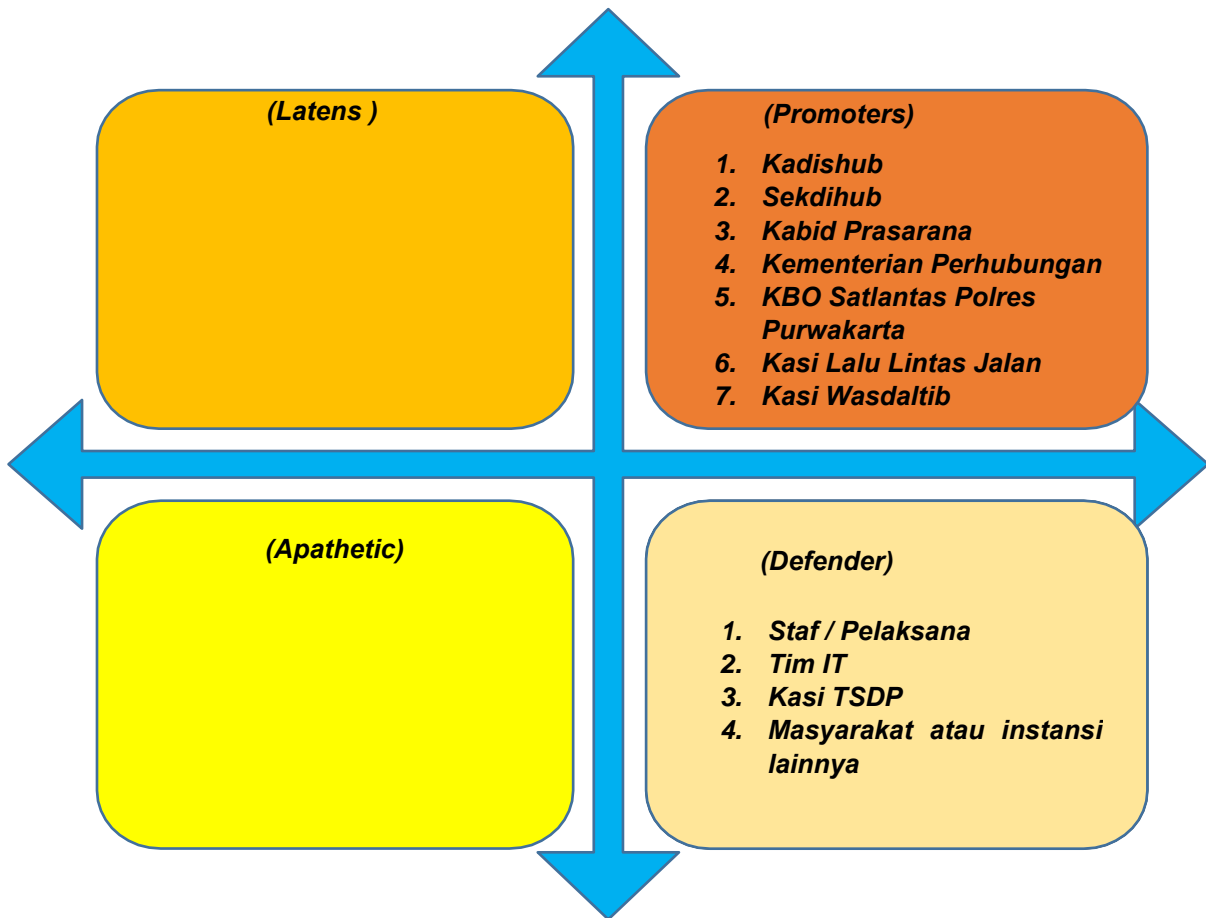 (Latens )
(Promoters)
1. Kadishub
2. Sekdihub
3. Kabid Prasarana
4. Kementerian Perhubungan
5. KBO Satlantas Polres
Purwakarta
6. Kasi Lalu Lintas Jalan
7. Kasi Wasdaltib
(Apathetic)
(Defender)
1. Staf / Pelaksana
2. Tim IT
3. Kasi TSDP
4. Masyarakat atau instansi
lainnya